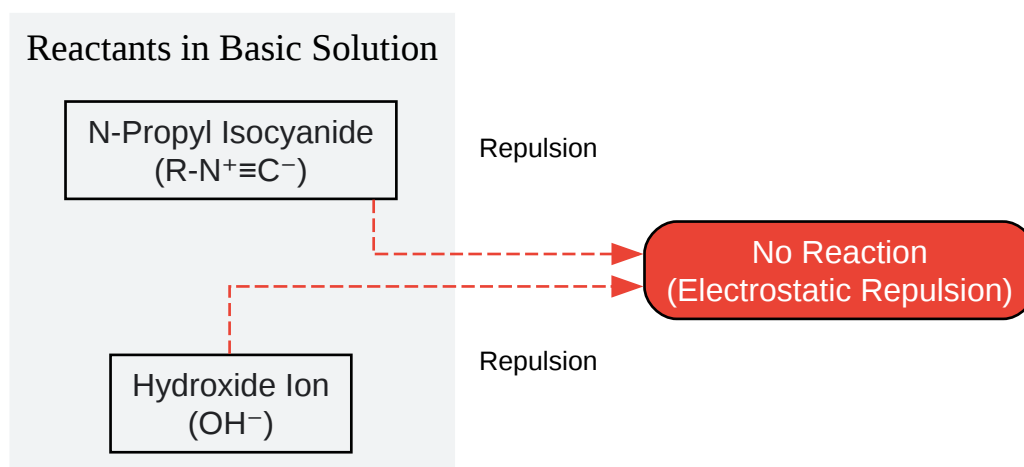 Reactants in Basic Solution
N-Propyl Isocyanide
(R-N⁺≡C⁻)
Repulsion
No Reaction
(Electrostatic Repulsion)
Repulsion
Hydroxide Ion
(OH⁻)